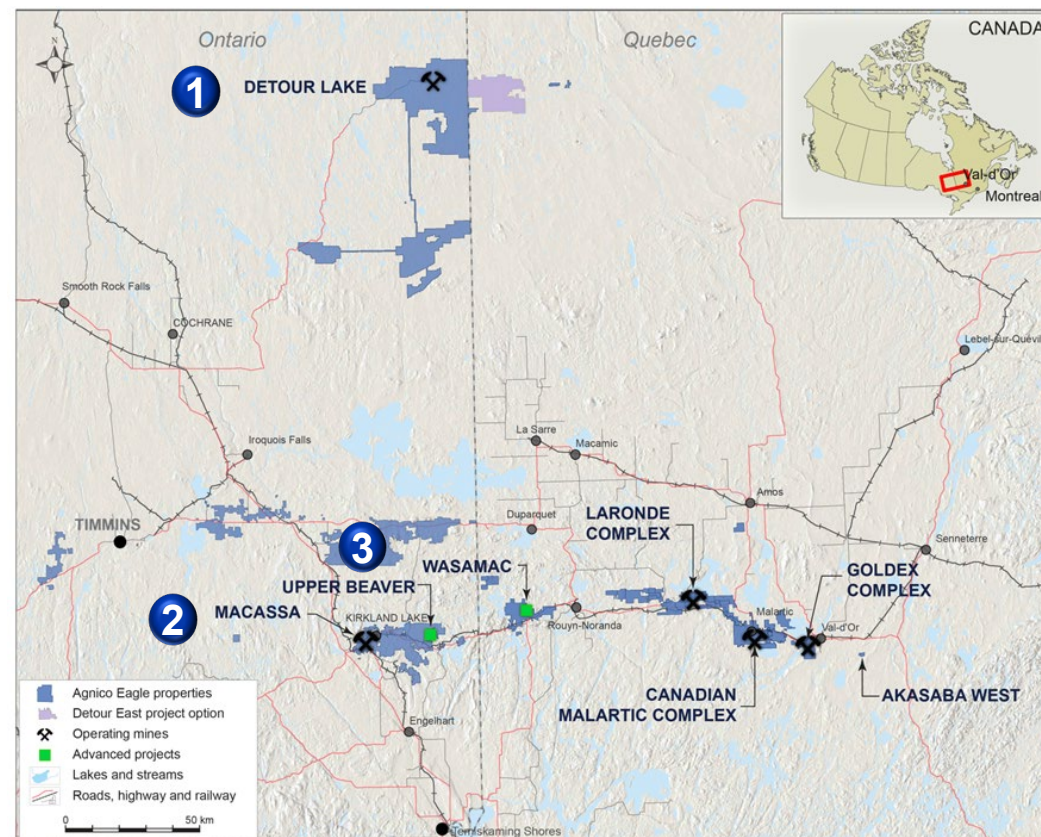 Ontario
Quebec
CANADA
Val-d'Or
Montreal
N
1
DETOUR LAKE
Smooth Rock Falls
COCHRANE
Lebel-sur-Quévil
Iroquois Falls
La Sarre
Macamic
Amos
TIMMINS
Duparquet
LARONDE
COMPLEX
Senneterre
3
WASAMAC
GOLDEX
COMPLEX
UPPER BEAVER
2
MACASSA
KIRKLAND LAKE
Rouyn-Noranda
Malartic
Val-d'Or
CANADIAN
MALARTIC COMPLEX
AKASABA WEST
Engelhart
Temiskaming Shores
Agnico Eagle properties
Detour East project option
Operating mines
Advanced projects
Lakes and streams
Roads, highway and railway
0 50 km